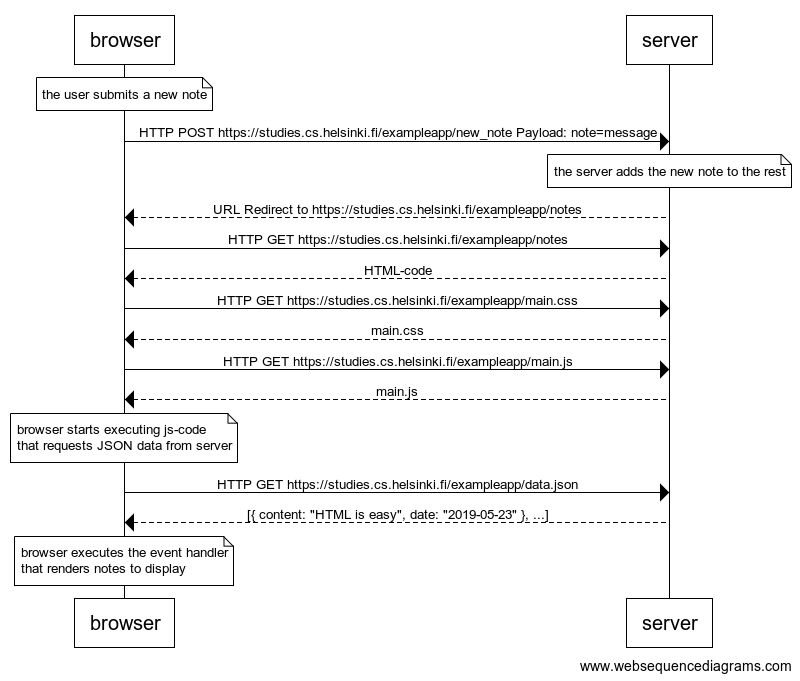 browser
server
the user submits a new note
HTTP POST https://studies.cs.helsinki.fi/exampleapp/new_note Payload: note=message
the server adds the new note to the rest
URL Redirect to https://studies.cs.helsinki.fi/exampleapp/notes
HTTP GET https://studies.cs.helsinki.fi/exampleapp/notes
HTML-code
HTTP GET https://studies.cs.helsinki.fi/exampleapp/main.css
main.css
HTTP GET https://studies.cs.helsinki.fi/exampleapp/main.js
main.js
browser starts executing js-code
that requests JSON data from server
HTTP GET https://studies.cs.helsinki.fi/exampleapp/data.json
[{ content: "HTML is easy", date: "2019-05-23" }, ...]
browser executes the event handler
that renders notes to display
browser
server
www.websequencediagrams.com